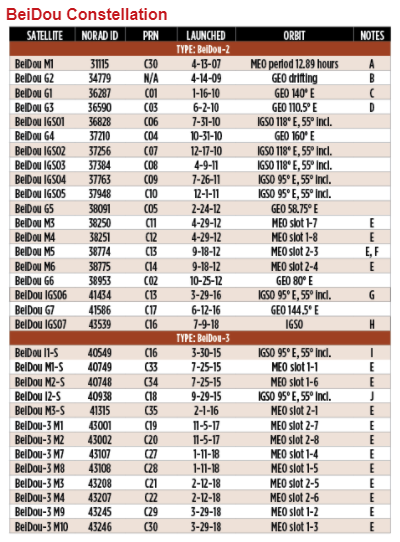 BeiDou Constellation
SATELLITE NORAD ID PRN LAUNCHED ORBIT NOTES
TYPE: BeiDou-2
BeiDou M1 31115 C30 4-13-07 MEO period 12.89 hours A
BeiDou G2 34779 N/A 4-14-09 GEO drifting B
BeiDou G1 36287 C01 1-16-10 GEO 140° E C
BeiDou G3 36590 C03 6-2-10 GEO 110.5° E D
BeiDou IGSO1 36828 C06 7-31-10 IGSO 118° E, 55° incl.
BeiDou G4 37210 C04 10-31-10 GEO 160° E
BeiDou IGSO2 37256 C07 12-17-10 IGSO 118° E, 55° incl.
BeiDou IGSO3 37384 C08 4-9-11 IGSO 118° E, 55° incl.
BeiDou IGSO4 37763 C09 7-26-11 IGSO 95° E, 55° incl.
BeiDou IGSO5 37948 C10 12-1-11 IGSO 95° E, 55° incl.
BeiDou G5 38091 C05 2-24-12 GEO 58.75° E
BeiDou M3 38250 C11 4-29-12 MEO slot 1-7 E
BeiDou M4 38251 C12 4-29-12 MEO slot 1-8 E
BeiDou M5 38774 C13 9-18-12 MEO slot 2-3 E, F
BeiDou M6 38775 C14 9-18-12 MEO slot 2-4 E
BeiDou G6 38953 C02 10-25-12 GEO 80° E
BeiDou IGSO6 41434 C13 3-29-16 IGSO 95° E, 55° incl. G
BeiDou G7 41586 C17 6-12-16 GEO 144.5° E
BeiDou IGSO7 43539 C16 7-9-18 IGSO H
TYPE: BeiDou-3
BeiDou I1-S 40549 C16 3-30-15 IGSO 95° E, 55° incl. I
BeiDou M1-S 40749 C33 7-25-15 MEO slot 1-1 E
BeiDou M2-S 40748 C34 7-25-15 MEO slot 1-6 E
BeiDou I2-S 40938 C18 9-29-15 IGSO 95° E, 55° incl. J
BeiDou M3-S 41315 C35 2-1-16 MEO slot 2-1 E
BeiDou-3 M1 43001 C19 11-5-17 MEO slot 2-7 E
BeiDou-3 M2 43002 C20 11-5-17 MEO slot 2-8 E
BeiDou-3 M7 43107 C27 1-11-18 MEO slot 1-4 E
BeiDou-3 M8 43108 C28 1-11-18 MEO slot 1-5 E
BeiDou-3 M3 43208 C21 2-12-18 MEO slot 2-5 E
BeiDou-3 M4 43207 C22 2-12-18 MEO slot 2-6 E
BeiDou-3 M9 43245 C29 3-29-18 MEO slot 1-2 E
BeiDou-3 M10 43246 C30 3-29-18 MEO slot 1-3 E